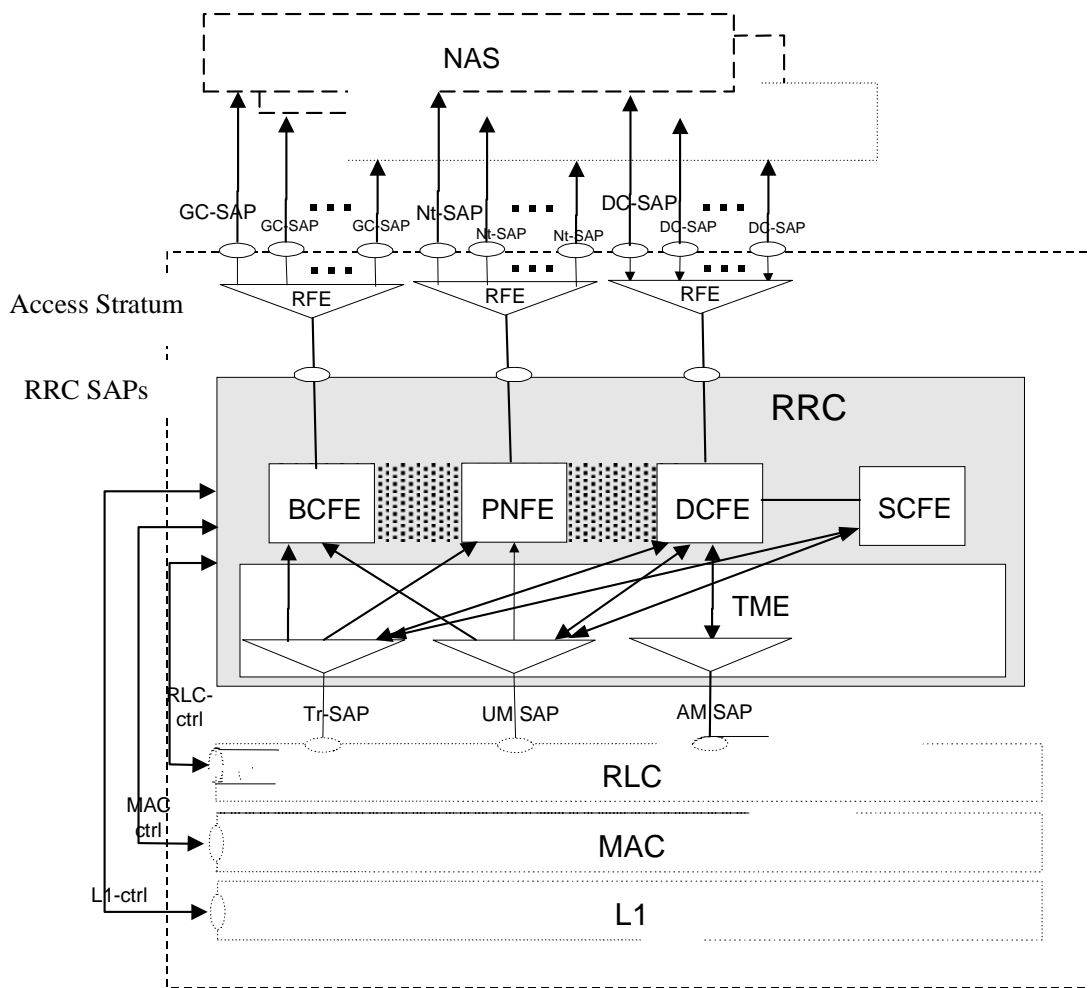 NAS
GC-SAP
GC-SAP
GC-SAP
Nt-SAP
Nt-SAP
Nt-SAP
DC-SAP
DC-SAP
DC-SAP
RFE
RFE
RFE
Access Stratum
RRC SAPs
RRC
BCFE
PNFE
DCFE
SCFE
TME
RLC-
ctrl
Tr-SAP
UM SAP
AM SAP
RLC
MAC
ctrl
MAC
L1-ctrl
L1